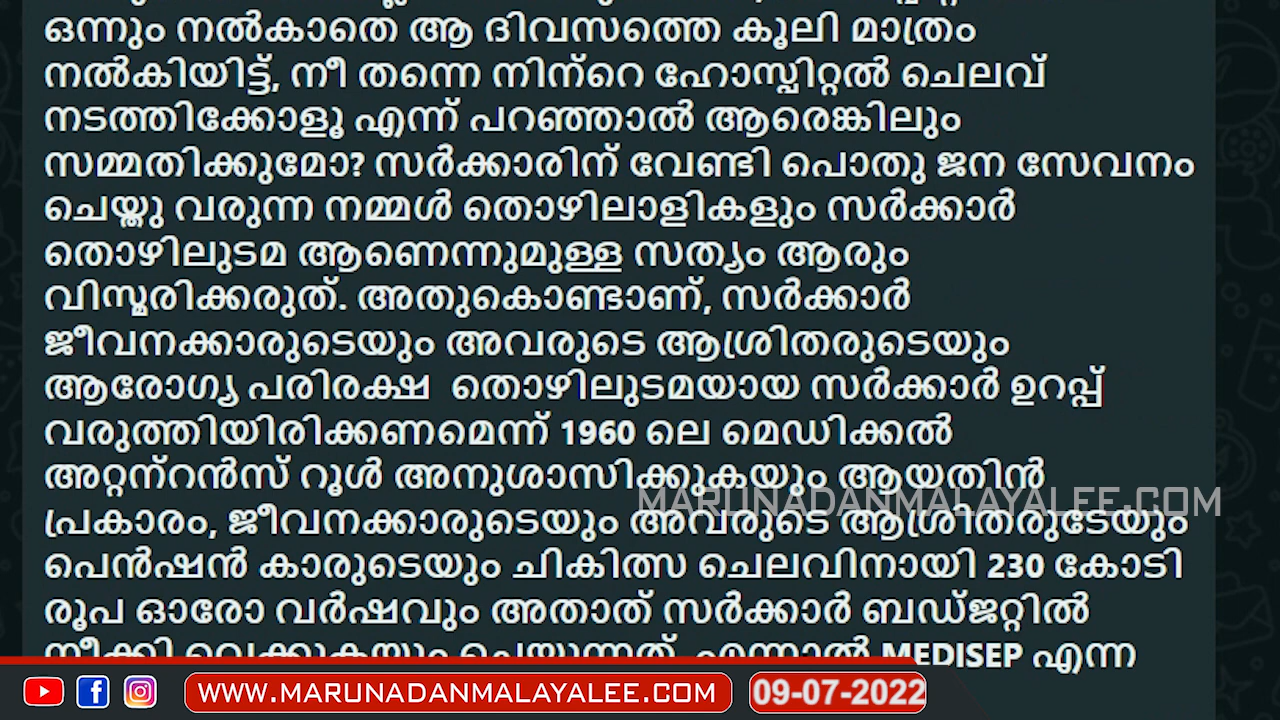 ഒന്നും നൽകാതെ ആ ദിവസത്തെ കൂലി മാത്രം
നൽകിയിട്ട്, നീ തന്നെ നിന്റെ ഹോസ്പിറ്റൽ ചെലവ്
നടത്തിക്കോളൂ എന്ന് പറഞ്ഞാൽ ആരെങ്കിലും
സമ്മതിക്കുമോ? സർക്കാരിന് വേണ്ടി പൊതു ജന സേവനം
ചെയ്തു വരുന്ന നമ്മൾ തൊഴിലാളികളും സർക്കാർ
തൊഴിലുടമ ആണെന്നുമുള്ള സത്യം ആരും
വിസ്മരിക്കരുത്. അതുകൊണ്ടാണ്, സർക്കാർ
ജീവനക്കാരുടെയും അവരുടെ ആശ്രിതരുടെയും
ആരോഗ്യ പരിരക്ഷ തൊഴിലുടമയായ സർക്കാർ ഉറപ്പ്
വരുത്തിയിരിക്കണമെന്ന് 1960 ലെ മെഡിക്കൽ
അറ്റന്റൻസ് റൂൾ അനുശാസിക്കുകയും ആയതിൻ
MARUNADANMALAYALEE.COM
പ്രകാരം, ജീവനക്കാരുടെയും അവരുടെ ആശ്രിതരുടേയും
പെൻഷൻ കാരുടെയും ചികിത്സ ചെലവിനായി 230 കോടി
രൂപ ഓരോ വർഷവും അതാത് സർക്കാർ ബഡ്ജറ്റിൽ
നീക്കി വെക്കുകയും ചെയ്യുന്നത്. എന്നാൽ MEDISEP എന്ന
WWW.MARUNADANMALAYALEE.COM
09-07-2022